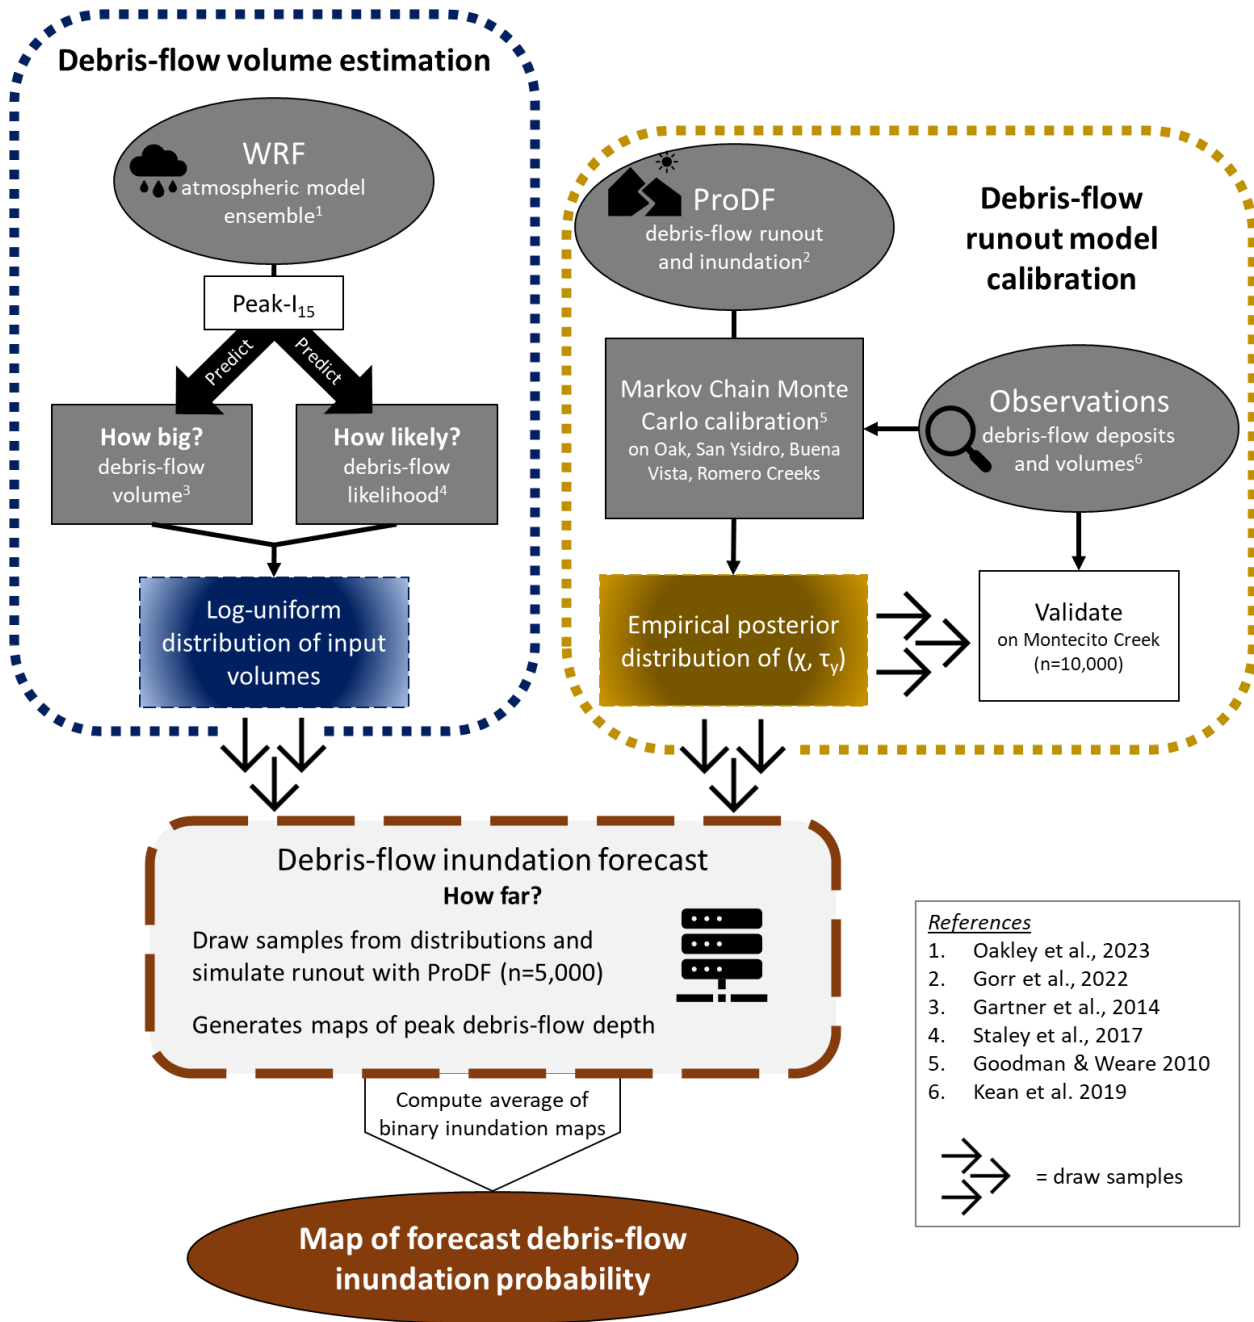 Debris-flow volume estimation
WRF
atmospheric model
ensemble1
Peak-I15
Predict
Predict
How big?
debris-flow
volume3
How likely?
debris-flow
likelihood4
Log-uniform
distribution of input
volumes
ProDF
debris-flow runout
and inundation2
Debris-flow
runout model
calibration
Markov Chain Monte
Carlo calibration5
on Oak, San Ysidro, Buena
Vista, Romero Creeks
Observations
debris-flow deposits
and volumes6
Empirical posterior
distribution of (χ, τy)
Validate
on Montecito Creek
(n=10,000)
Debris-flow inundation forecast
How far?
Draw samples from distributions and
simulate runout with ProDF (n=5,000)
Generates maps of peak debris-flow depth
Compute average of
binary inundation maps
Map of forecast debris-flow
inundation probability
References
1. Oakley et al., 2023
2. Gorr et al., 2022
3. Gartner et al., 2014
4. Staley et al., 2017
5. Goodman & Weare 2010
6. Kean et al. 2019
= draw samples